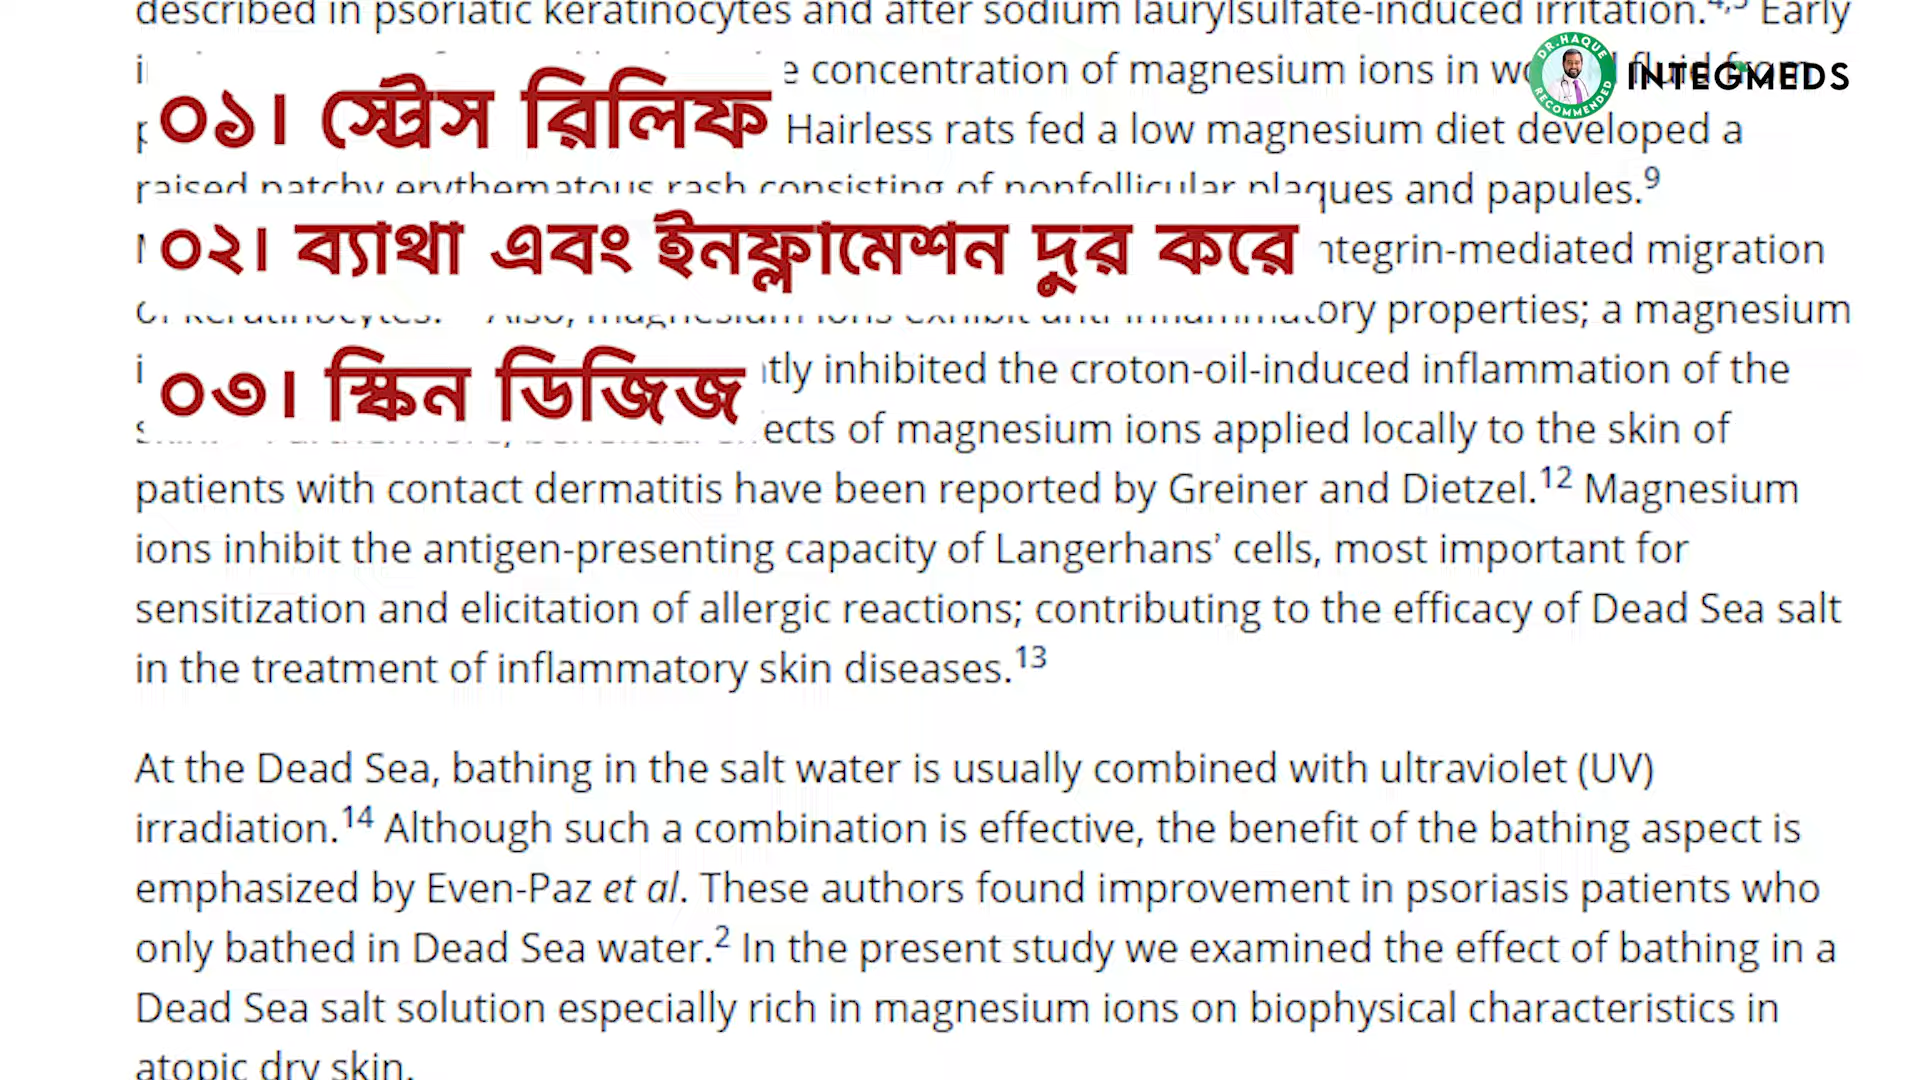 described in psoriatic keratinocytes and after sodium laurylsulfate-induced irritation.4,5 Early
concentration of magnesium ions in from
০১। স্ট্রেস রিলিফ
Hairless rats fed a low magnesium diet developed a
raised patchy erythematous rash consisting of nonfollicular plaques and papules.9
০২। ব্যাথা এবং ইনফ্লামেশন দুর করে
migration
properties; a magnesium
০৩। স্কিন ডিজিজ
inhibited the croton-oil-induced inflammation of the
of magnesium ions applied locally to the skin of
patients with contact dermatitis have been reported by Greiner and Dietzel.12 Magnesium
ions inhibit the antigen-presenting capacity of Langerhans’ cells, most important for
sensitization and elicitation of allergic reactions; contributing to the efficacy of Dead Sea salt
in the treatment of inflammatory skin diseases.13
At the Dead Sea, bathing in the salt water is usually combined with ultraviolet (UV)
irradiation.14 Although such a combination is effective, the benefit of the bathing aspect is
emphasized by Even-Paz et al. These authors found improvement in psoriasis patients who
only bathed in Dead Sea water.2 In the present study we examined the effect of bathing in a
Dead Sea salt solution especially rich in magnesium ions on biophysical characteristics in
atopic dry skin.
DR.HAQUE
RECOMMENDED
INTEGMEDS